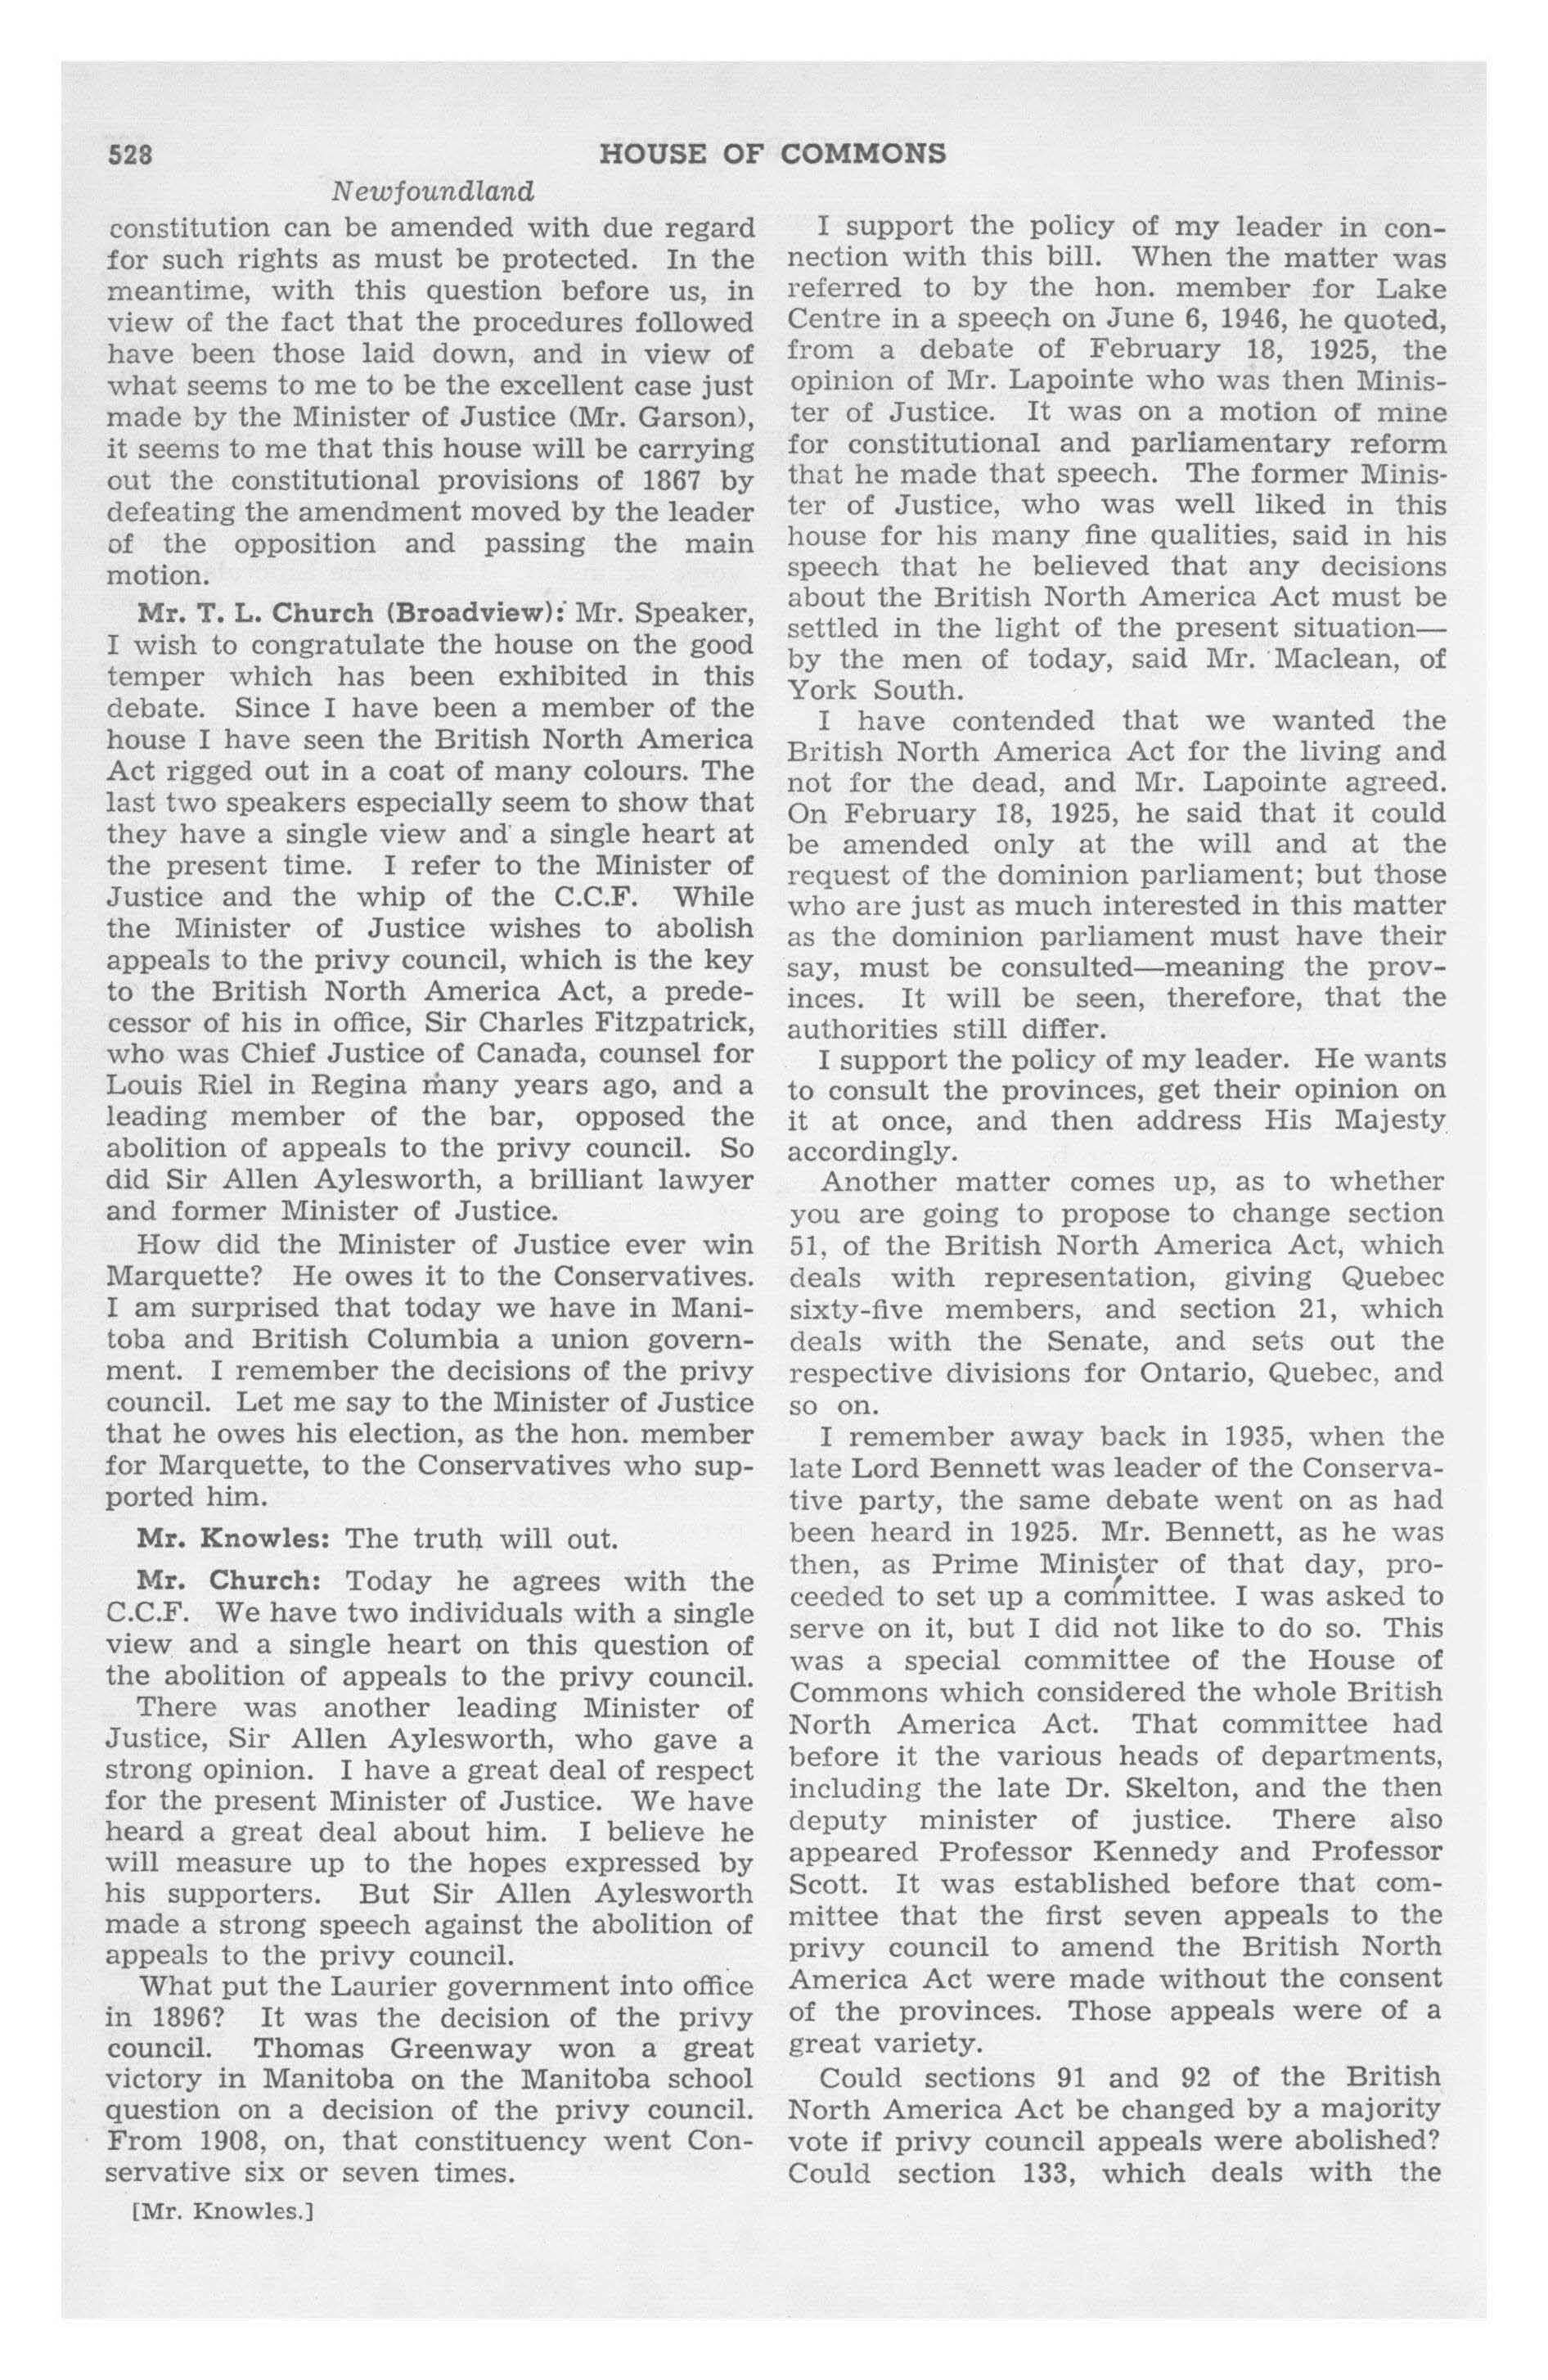 528
HOUSE OF COMMONS
Newfoundland
constitution can be amended with due regard
for such rights as must be protected. In the
meantime, with this question before us, in
view of the fact that the procedures followed
have been those laid down, and in view of
what seems to me to be the excellent case just
made by the Minister of Justice (Mr. Garson),
it seems to me that this house will be carrying
out the constitutional provisions of 1867 by
defeating the amendment moved by the leader
of the opposition and passing the main
motion.
Mr. T. L. Church (Broadview): Mr. Speaker,
I wish to congratulate the house on the good
temper which has been exhibited in this
debate. Since I have been a member of the
house I have seen the British North America
Act rigged out in a coat of many colours. The
last two speakers especially seem to show that
they have a single view and a single heart at
the present time. I refer to the Minister of
Justice and the whip of the C.C.F. While
the Minister of Justice wishes to abolish
appeals to the privy council, which is the key
to the British North America Act, a prede-
cessor of his in office, Sir Charles Fitzpatrick,
who was Chief Justice of Canada, counsel for
Louis Riel in Regina many years ago, and a
leading member of the bar, opposed the
abolition of appeals to the privy council. So
did Sir Allen Aylesworth, a brilliant lawyer
and former Minister of Justice.
How did the Minister of Justice ever win
Marquette? He owes it to the Conservatives.
I am surprised that today we have in Mani-
toba and British Columbia a union govern-
ment. I remember the decisions of the privy
council. Let me say to the Minister of Justice
that he owes his election, as the hon. member
for Marquette, to the Conservatives who sup-
ported him.
Mr. Knowles: The truth will out.
Mr. Church: Today he agrees with the
C.C.F. We have two individuals with a single
view and a single heart on this question of
the abolition of appeals to the privy council.
There was another leading Minister of
Justice, Sir Allen Aylesworth, who gave a
strong opinion. I have a great deal of respect
for the present Minister of Justice. We have
heard a great deal about him. I believe he
will measure up to the hopes expressed by
his supporters. But Sir Allen Aylesworth
made a strong speech against the abolition of
appeals to the privy council.
What put the Laurier government into office
in 1896? It was the decision of the privy
council. Thomas Greenway won a great
victory in Manitoba on the Manitoba school
question on a decision of the privy council.
From 1908, on, that constituency went Con-
servative six or seven times.
[Mr. Knowles.]
I support the policy of my leader in con-
nection with this bill. When the matter was
referred to by the hon. member for Lake
Centre in a speech on June 6, 1946, he quoted,
from a debate of February 18, 1925, the
opinion of Mr. Lapointe who was then Minis-
ter of Justice. It was on a motion of mine
for constitutional and parliamentary reform
that he made that speech. The former Minis-
ter of Justice, who was well liked in this
house for his many fine qualities, said in his
speech that he believed that any decisions
about the British North America Act must be
settled in the light of the present situation—
by the men of today, said Mr. Maclean, of
York South.
I have contended that we wanted the
British North America Act for the living and
not for the dead, and Mr. Lapointe agreed.
On February 18, 1925, he said that it could
be amended only at the will and at the
request of the dominion parliament; but those
who are just as much interested in this matter
as the dominion parliament must have their
say, must be consulted—meaning the prov-
inces. It will be seen, therefore, that the
authorities still differ.
I support the policy of my leader. He wants
to consult the provinces, get their opinion on
it at once, and then address His Majesty
accordingly.
Another matter comes up, as to whether
you are going to propose to change section
51, of the British North America Act, which
deals with representation, giving Quebec
sixty-five members, and section 21, which
deals with the Senate, and sets out the
respective divisions for Ontario, Quebec, and
so on.
I remember away back in 1935, when the
late Lord Bennett was leader of the Conserva-
tive party, the same debate went on as had
been heard in 1925. Mr. Bennett, as he was
then, as Prime Minister of that day, pro-
ceeded to set up a committee. I was asked to
serve on it, but I did not like to do so. This
was a special committee of the House of
Commons which considered the whole British
North America Act. That committee had
before it the various heads of departments,
including the late Dr. Skelton, and the then
deputy minister of justice. There also
appeared Professor Kennedy and Professor
Scott. It was established before that com-
mittee that the first seven appeals to the
privy council to amend the British North
America Act were made without the consent
of the provinces. Those appeals were of a
great variety.
Could sections 91 and 92 of the British
North America Act be changed by a majority
vote if privy council appeals were abolished?
Could section 133, which deals with the